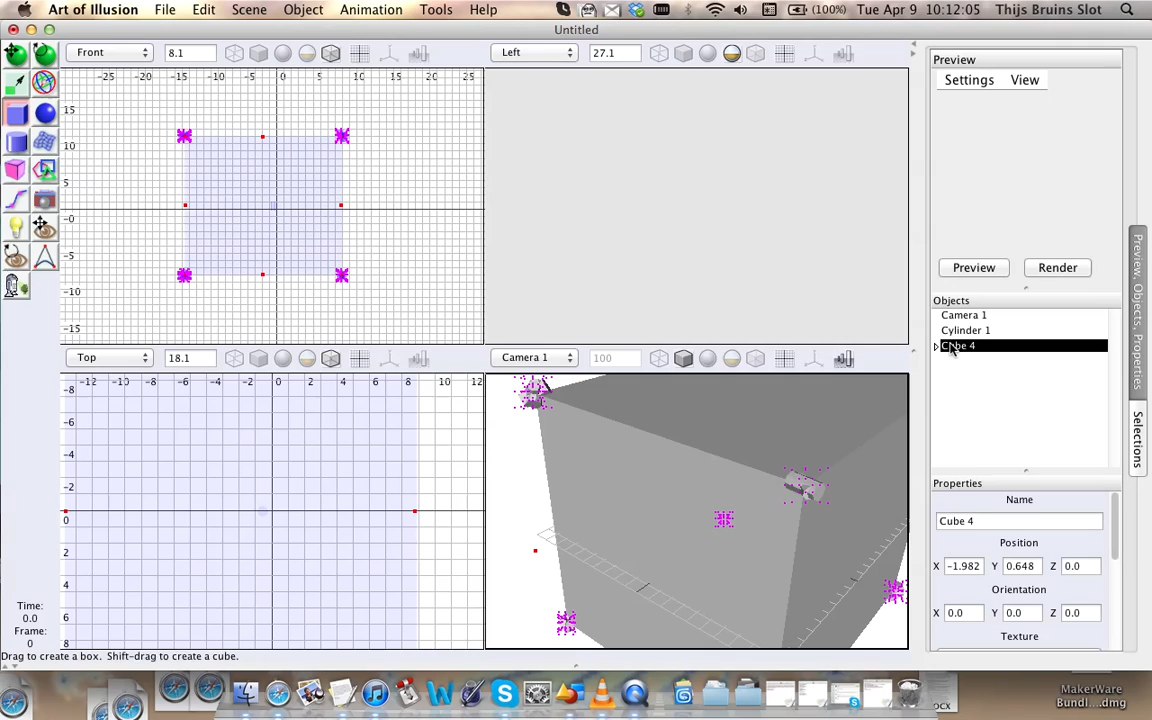 Art of Illusion File Edit Scene Object Animation Tools Help (100%) Tue Apr 9 10:12:05 Thijs Bruins Slot
Untitled
Front 8.1 Left 27.1
-25 -20 -15 -10 -5 0 5 10 15 20 25
15
10
5
-0
-5
-10
-15
Top 18.1 Camera 1 100
-12 -10 -8 -6 -4 -2 0 2 4 6 8 10 12
-8
-6
-4
-2
0
2
4
6
8
Time:
0.0
Frame:
0
Drag to create a box. Shift-drag to create a cube.
Preview
Settings View
Preview Render
Objects
Camera 1
Cylinder 1
Cube 4
Properties
Name
Cube 4
Position
X -1.982 Y 0.648 Z 0.0
Orientation
X 0.0 Y 0.0 Z 0.0
Texture
Preview, Objects, Properties
Selections
MakerWare
Bundl....dmg